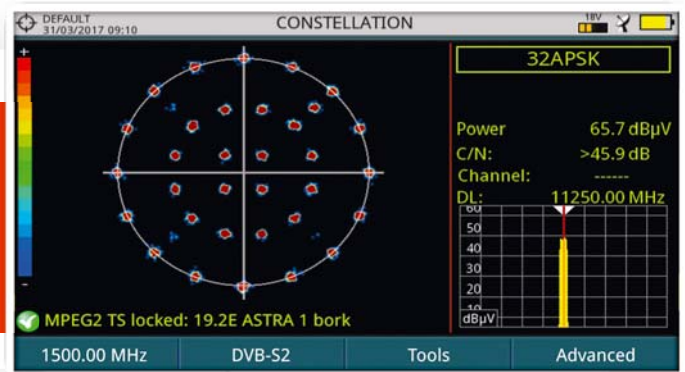 DEFAULT
31/03/2017 09:10
CONSTELLATION
18V
+
-
32APSK
Power 65.7 dBµV
C/N: >45.9 dB
Channel: ------
DL: 11250.00 MHz
60
50
40
30
20
10
dBµV
MPEG2 TS locked: 19.2E ASTRA 1 bork
1500.00 MHz DVB-S2 Tools Advanced